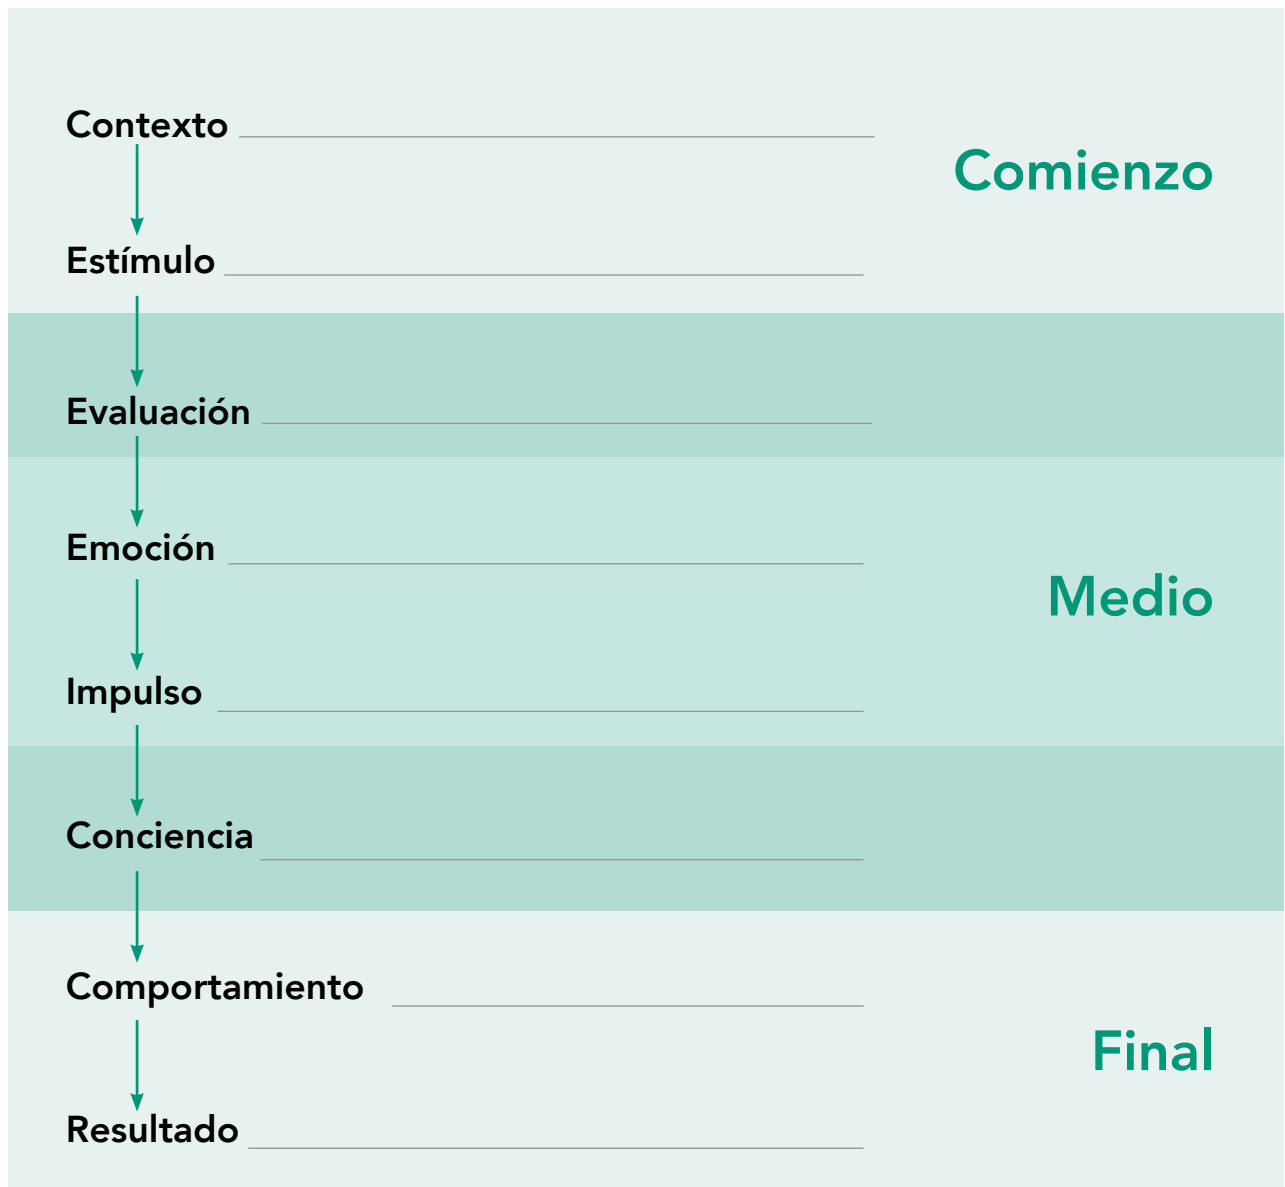 Contexto
Comienzo
Estímulo
Evaluación
Emoción
Medio
Impulso
Conciencia
Comportamiento
Final
Resultado